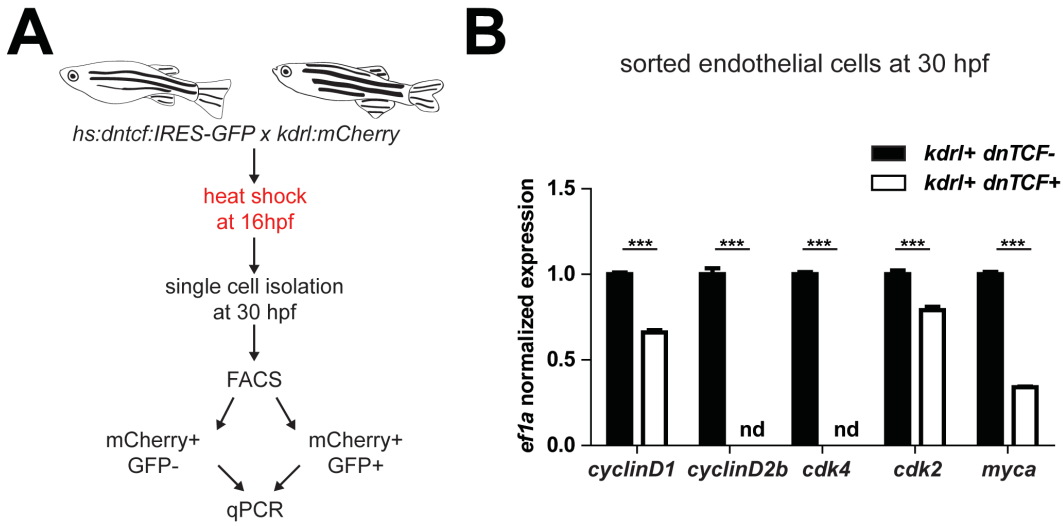 A
hs:dntcf:IRES-GFP x kdrl:mCherry
heat shock
at 16hpf
single cell isolation
at 30 hpf
FACS
mCherry+
GFP-
mCherry+
GFP+
qPCR
B
sorted endothelial cells at 30 hpf
kdrl+ dnTCF-
kdrl+ dnTCF+
ef1a normalized expression
1.5
1.0
0.5
0.0
*** *** *** *** ***
nd nd
cyclinD1 cyclinD2b cdk4 cdk2 myca